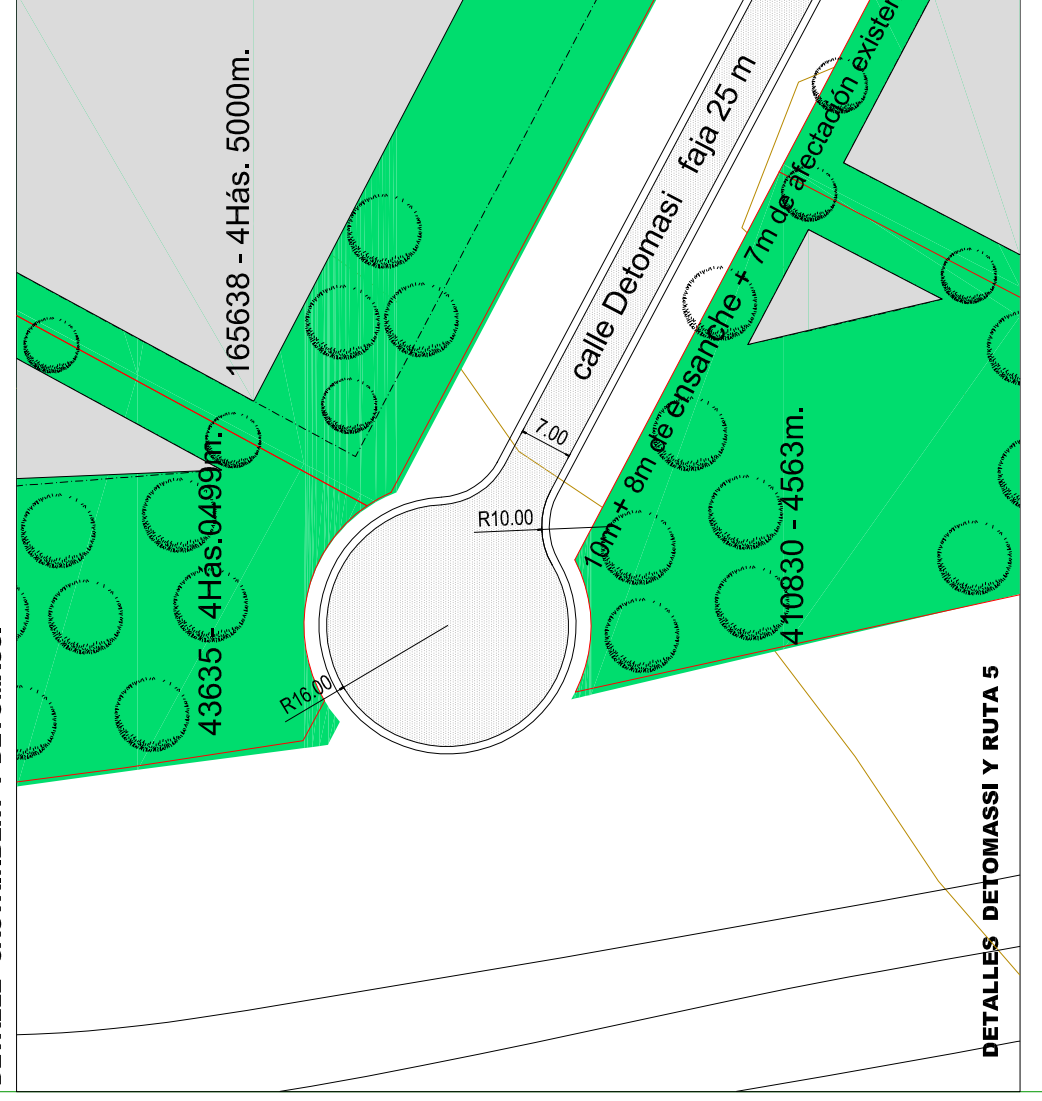 165638 - 4Hás. 5000m.
calle Detomasi faja 25 m
10m + 8m de ensanche + 7m de afectación
7.00
R10.00
43635 - 4Hás.0499m.
410830 - 4563m.
R16.00
DETALLES DETOMASSI Y RUTA 5